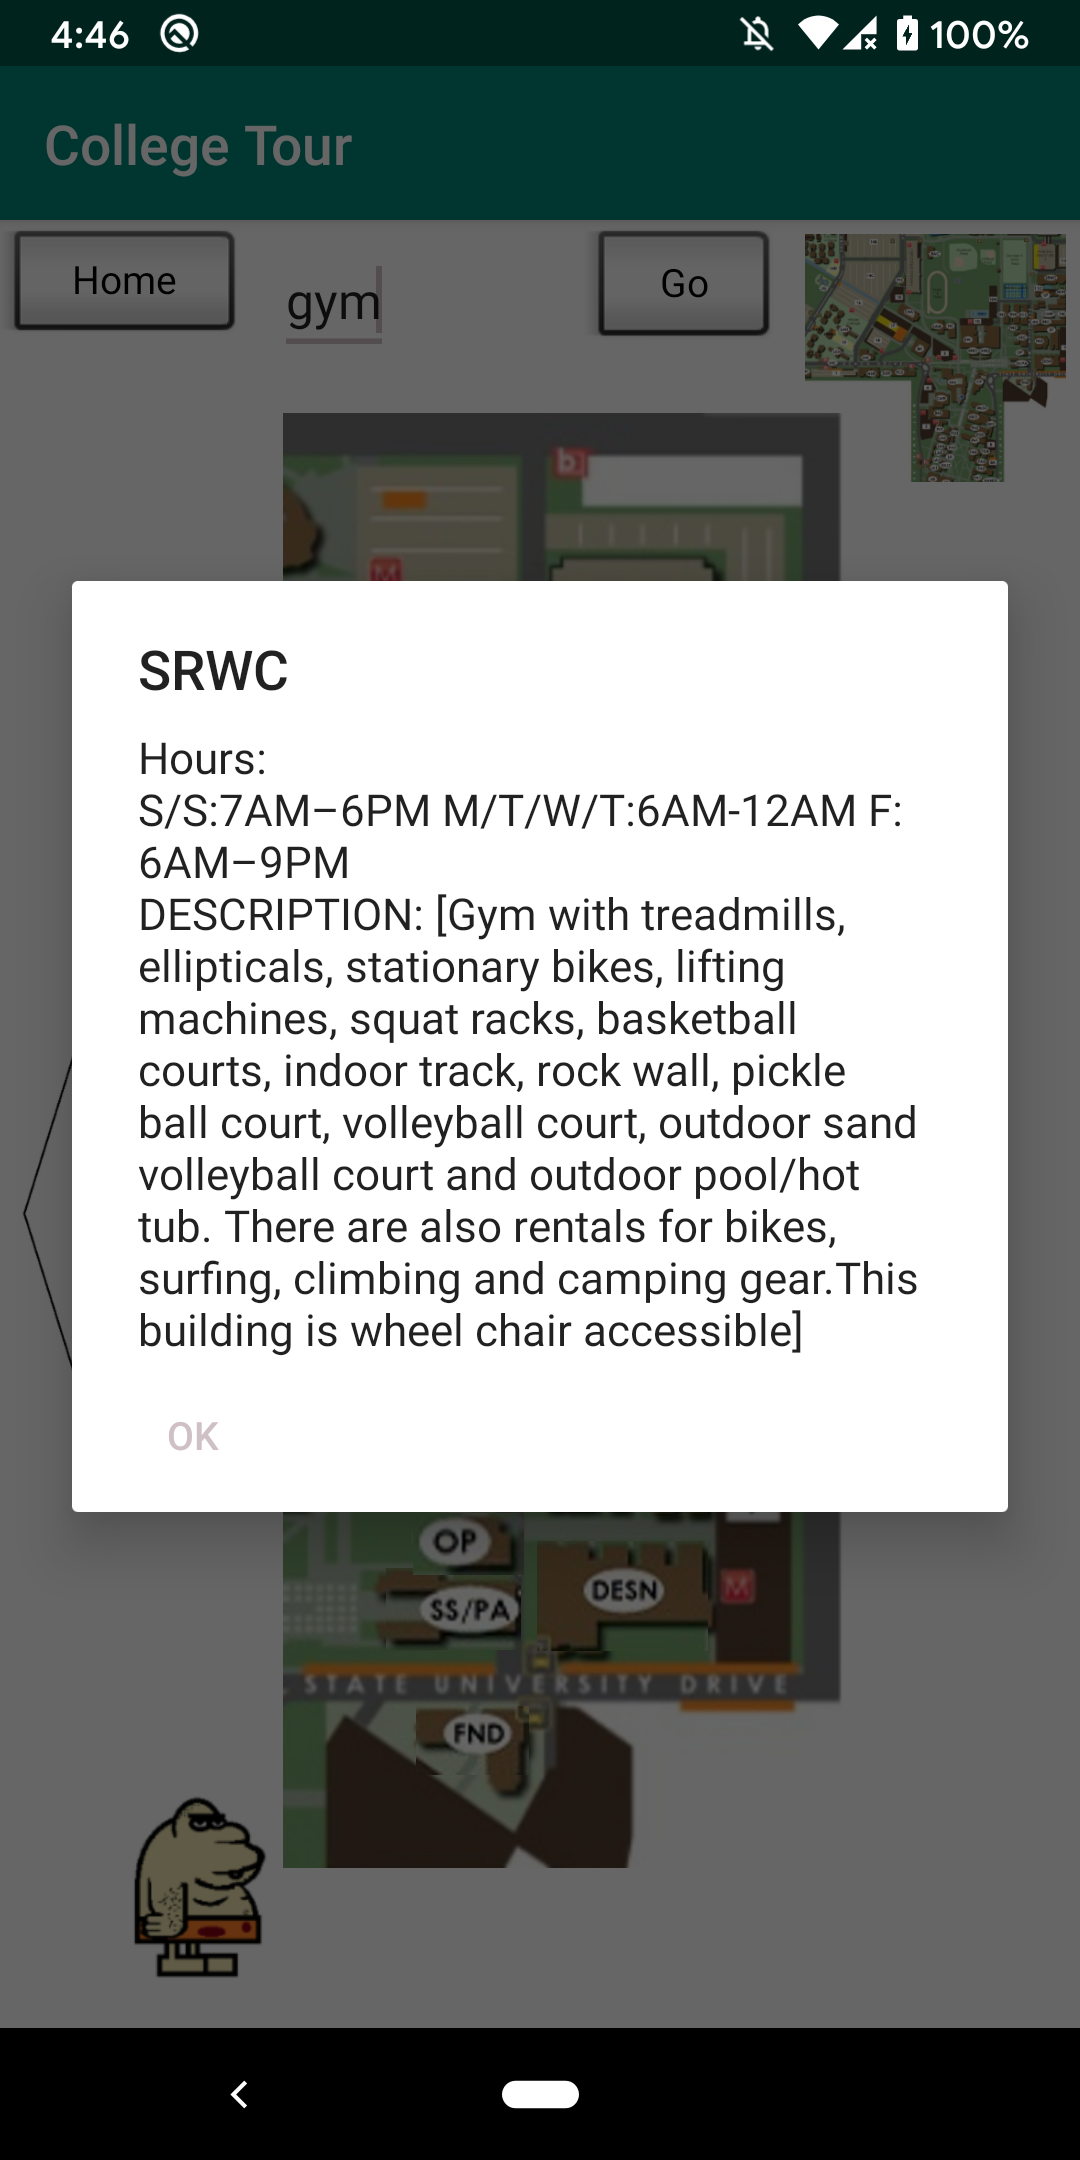 4:46
100%
College Tour
Home
gym
Go
b
M
SRWC
Hours:
S/S:7AM–6PM M/T/W/T:6AM-12AM F:
6AM–9PM
DESCRIPTION: [Gym with treadmills,
ellipticals, stationary bikes, lifting
machines, squat racks, basketball
courts, indoor track, rock wall, pickle
ball court, volleyball court, outdoor sand
volleyball court and outdoor pool/hot
tub. There are also rentals for bikes,
surfing, climbing and camping gear.This
building is wheel chair accessible]
OK
OP
DESN
M
SS/PA
STATE UNIVERSITY DRIVE
FND